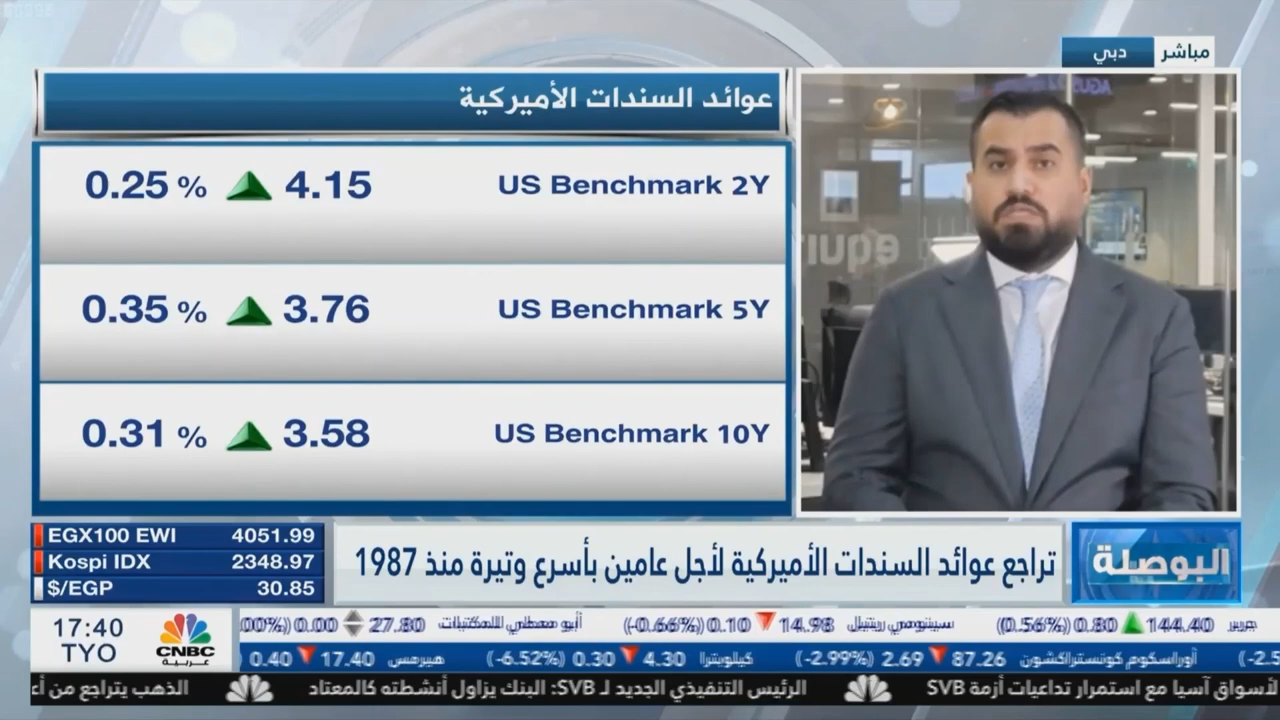 مباشر
دبي
عوائد السندات الأميركية
US Benchmark 2Y 4.15 0.25 %
US Benchmark 5Y 3.76 0.35 %
US Benchmark 10Y 3.58 0.31 %
EGX100 EWI 4051.99
Kospi IDX 2348.97
$/EGP 30.85
تراجع عوائد السندات الأميركية لأجل عامين بأسرع وتيرة منذ 1987
البوصلة
17:40
TYO
CNBC
عربية
جرير 144.40 0.80 (0.56%) سينومي ريتيل 14.98 0.10 (-0.66%) 27.80 0.00
أوراسكوم كونستراكشون 87.26 2.69 (-2.99%) كيلوباترا 4.30 0.30 (-6.52%) هيرمس 17.40 0.40
لأسواق آسيا مع استمرار تداعيات أزمة SVB الرئيس التنفيذي الجديد لـ SVB: البنك يزاول أنشطته كالمعتاد الذهب يتراجع من